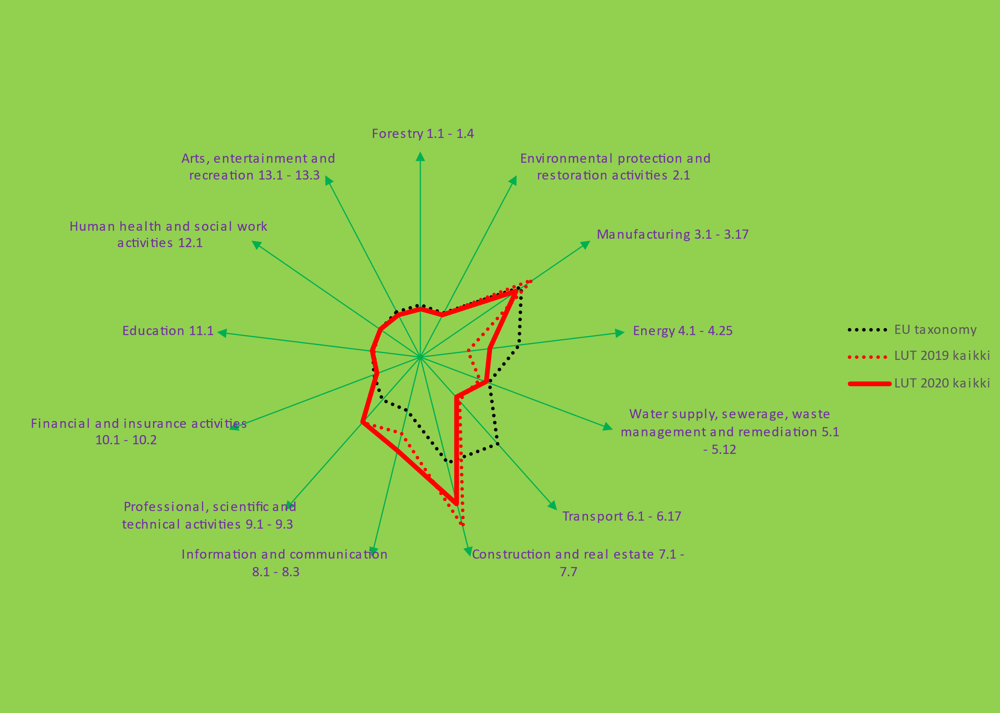 Forestry 1.1 - 1.4
Environmental protection and
restoration activities 2.1
Manufacturing 3.1 - 3.17
Energy 4.1 - 4.25
Water supply, sewerage, waste
management and remediation 5.1
- 5.12
Transport 6.1 - 6.17
Construction and real estate 7.1 -
7.7
Information and communication
8.1 - 8.3
Professional, scientific and
technical activities 9.1 - 9.3
Financial and insurance activities
10.1 - 10.2
Education 11.1
Human health and social work
activities 12.1
Arts, entertainment and
recreation 13.1 - 13.3
EU taxonomy
LUT 2019 kaikki
LUT 2020 kaikki